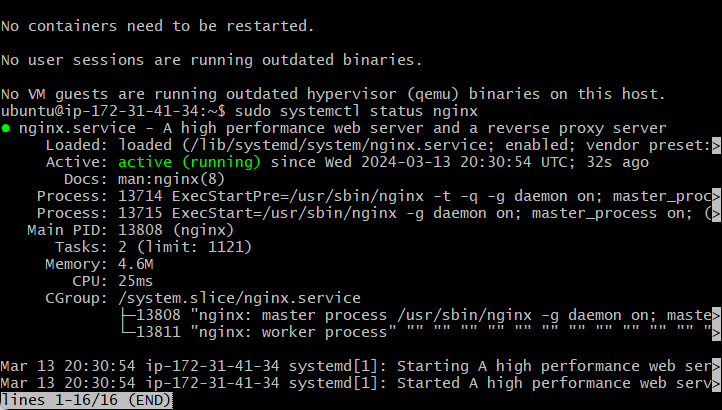 No containers need to be restarted.
No user sessions are running outdated binaries.
No VM guests are running outdated hypervisor (qemu) binaries on this host.
ubuntu@ip-172-31-41-34:~$ sudo systemctl status nginx
● nginx.service - A high performance web server and a reverse proxy server
Loaded: loaded (/lib/systemd/system/nginx.service; enabled; vendor preset:>
Active: active (running) since Wed 2024-03-13 20:30:54 UTC; 32s ago
Docs: man:nginx(8)
Process: 13714 ExecStartPre=/usr/sbin/nginx -t -q -g daemon on; master_proc>
Process: 13715 ExecStart=/usr/sbin/nginx -g daemon on; master_process on; (>
Main PID: 13808 (nginx)
Tasks: 2 (limit: 1121)
Memory: 4.6M
CPU: 25ms
CGroup: /system.slice/nginx.service
├─13808 "nginx: master process /usr/sbin/nginx -g daemon on; maste>
└─13811 "nginx: worker process" "" "" "" "" "" "" "" "" "" "" "" ">
Mar 13 20:30:54 ip-172-31-41-34 systemd[1]: Starting A high performance web ser>
Mar 13 20:30:54 ip-172-31-41-34 systemd[1]: Started A high performance web serv>
lines 1-16/16 (END)